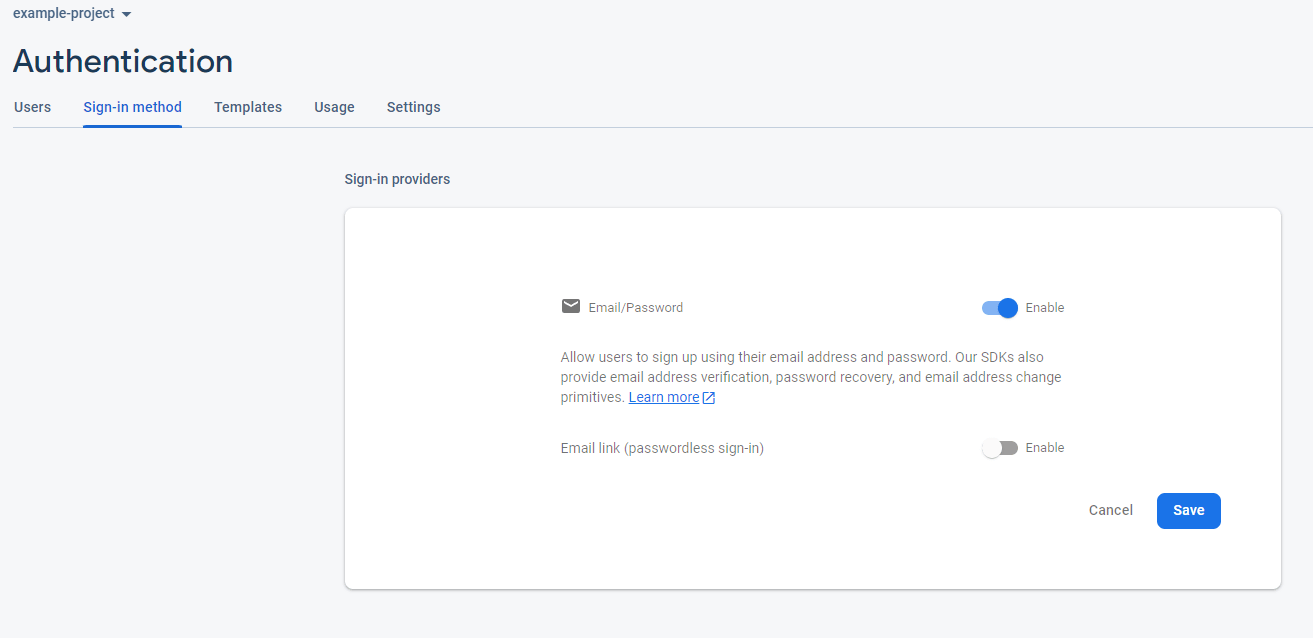 example-project
Authentication
Users Sign-in method Templates Usage Settings
Sign-in providers
Email/Password Enable
Allow users to sign up using their email address and password. Our SDKs also
provide email address verification, password recovery, and email address change
primitives. Learn more
Email link (passwordless sign-in) Enable
Cancel Save